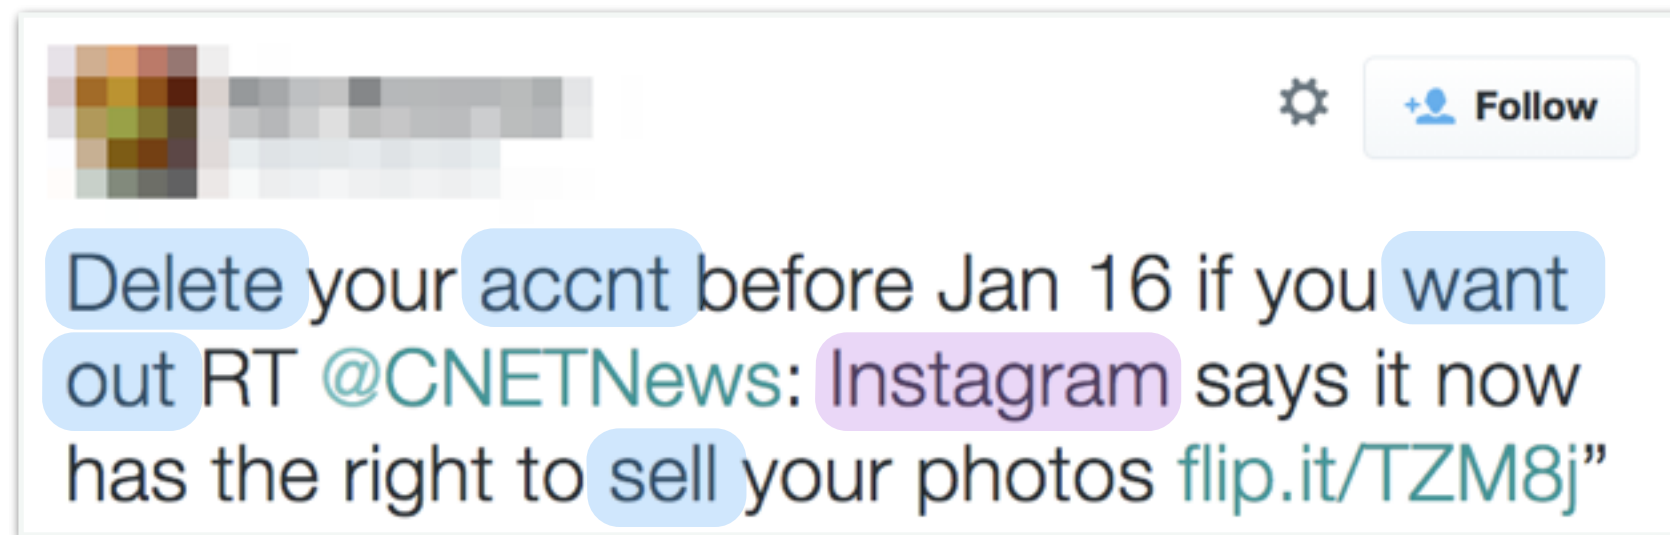 Follow
Delete your accnt before Jan 16 if you want
out RT @CNETNews: Instagram says it now
has the right to sell your photos flip.it/TZM8j”